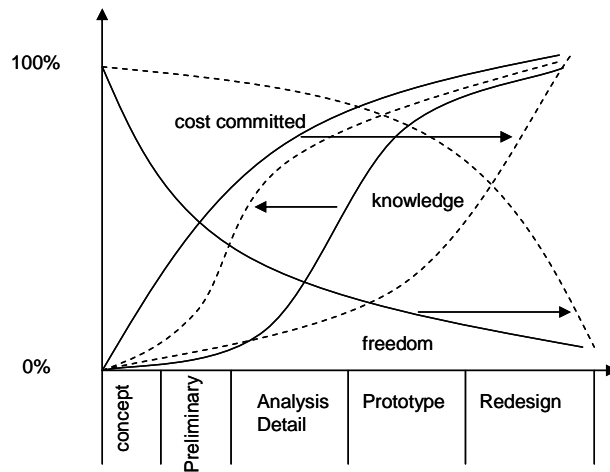 100%
cost committed
knowledge
freedom
0%
concept
Preliminary
Analysis
Detail
Prototype
Redesign